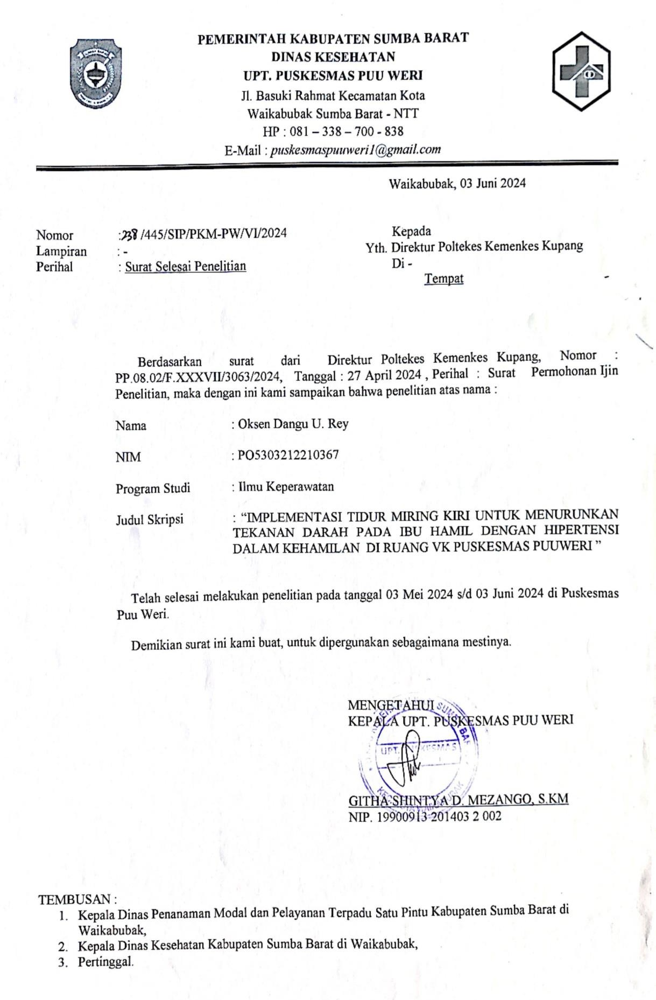 PEMERINTAH KABUPATEN SUMBA BARAT
DINAS KESEHATAN
UPT. PUSKESMAS PUU WERI
Jl. Basuki Rahmat Kecamatan Kota
Waikabubak Sumba Barat - NTT
HP : 081 – 338 – 700 - 838
E-Mail : puskesmaspuuweri1@gmail.com
Waikabubak, 03 Juni 2024
Nomor :238 /445/SIP/PKM-PW/VI/2024
Lampiran : -
Perihal : Surat Selesai Penelitian
Kepada
Yth. Direktur Poltekes Kemenkes Kupang
Di -
Tempat
Berdasarkan surat dari Direktur Poltekes Kemenkes Kupang, Nomor :
PP.08.02/F.XXXVII/3063/2024, Tanggal : 27 April 2024 , Perihal : Surat Permohonan Ijin
Penelitian, maka dengan ini kami sampaikan bahwa penelitian atas nama :
Nama : Oksen Dangu U. Rey
NIM : PO5303212210367
Program Studi : Ilmu Keperawatan
Judul Skripsi : “IMPLEMENTASI TIDUR MIRING KIRI UNTUK MENURUNKAN
TEKANAN DARAH PADA IBU HAMIL DENGAN HIPERTENSI
DALAM KEHAMILAN DI RUANG VK PUSKESMAS PUUWERI ”
Telah selesai melakukan penelitian pada tanggal 03 Mei 2024 s/d 03 Juni 2024 di Puskesmas
Puu Weri.
Demikian surat ini kami buat, untuk dipergunakan sebagaimana mestinya.
MENGETAHUI
KEPALA UPT. PUSKESMAS PUU WERI
UPT. PUSKESMAS
GITHA SHINTYA D. MEZANGO, S.KM
NIP. 19900913 201403 2 002
TEMBUSAN :
1. Kepala Dinas Penanaman Modal dan Pelayanan Terpadu Satu Pintu Kabupaten Sumba Barat di
Waikabubak,
2. Kepala Dinas Kesehatan Kabupaten Sumba Barat di Waikabubak,
3. Pertinggal.